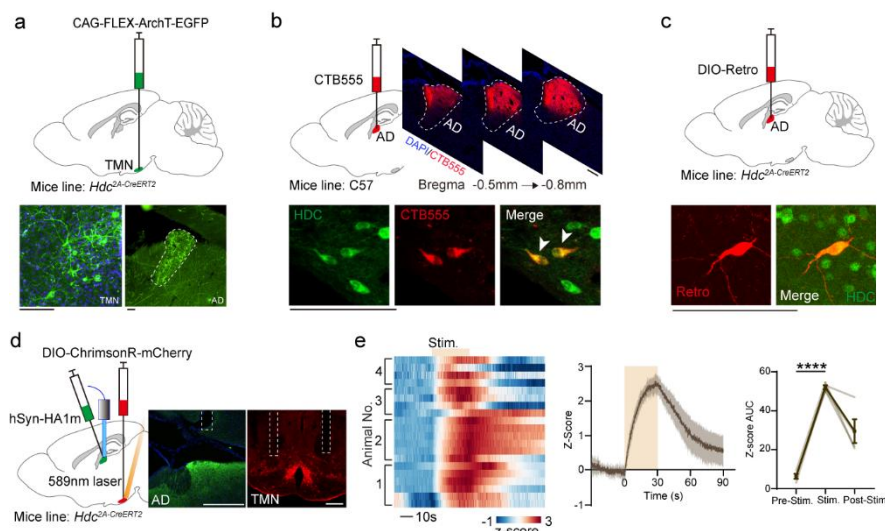 a
CAG-FLEX-ArchT-EGFP
TMN
Mice line: Hdc2A-CreERT2
TMN
AD
b
CTB555
AD
DAPI/CTB555
AD
AD
AD
Mice line: C57
Bregma -0.5mm → -0.8mm
HDC
CTB555
Merge
c
DIO-Retro
AD
Mice line: Hdc2A-CreERT2
Retro
Merge
HDC
d
DIO-ChrimsonR-mCherry
hSyn-HA1m
589nm laser
Mice line: Hdc2A-CreERT2
AD
TMN
e
Stim.
Animal No.
4
3
2
1
10s
-1
3
z-score
Z-Score
3
2
1
0
-1
0
30
60
90
Time (s)
****
Z-score AUC
60
40
20
0
Pre-Stim.
Stim.
Post-Stim